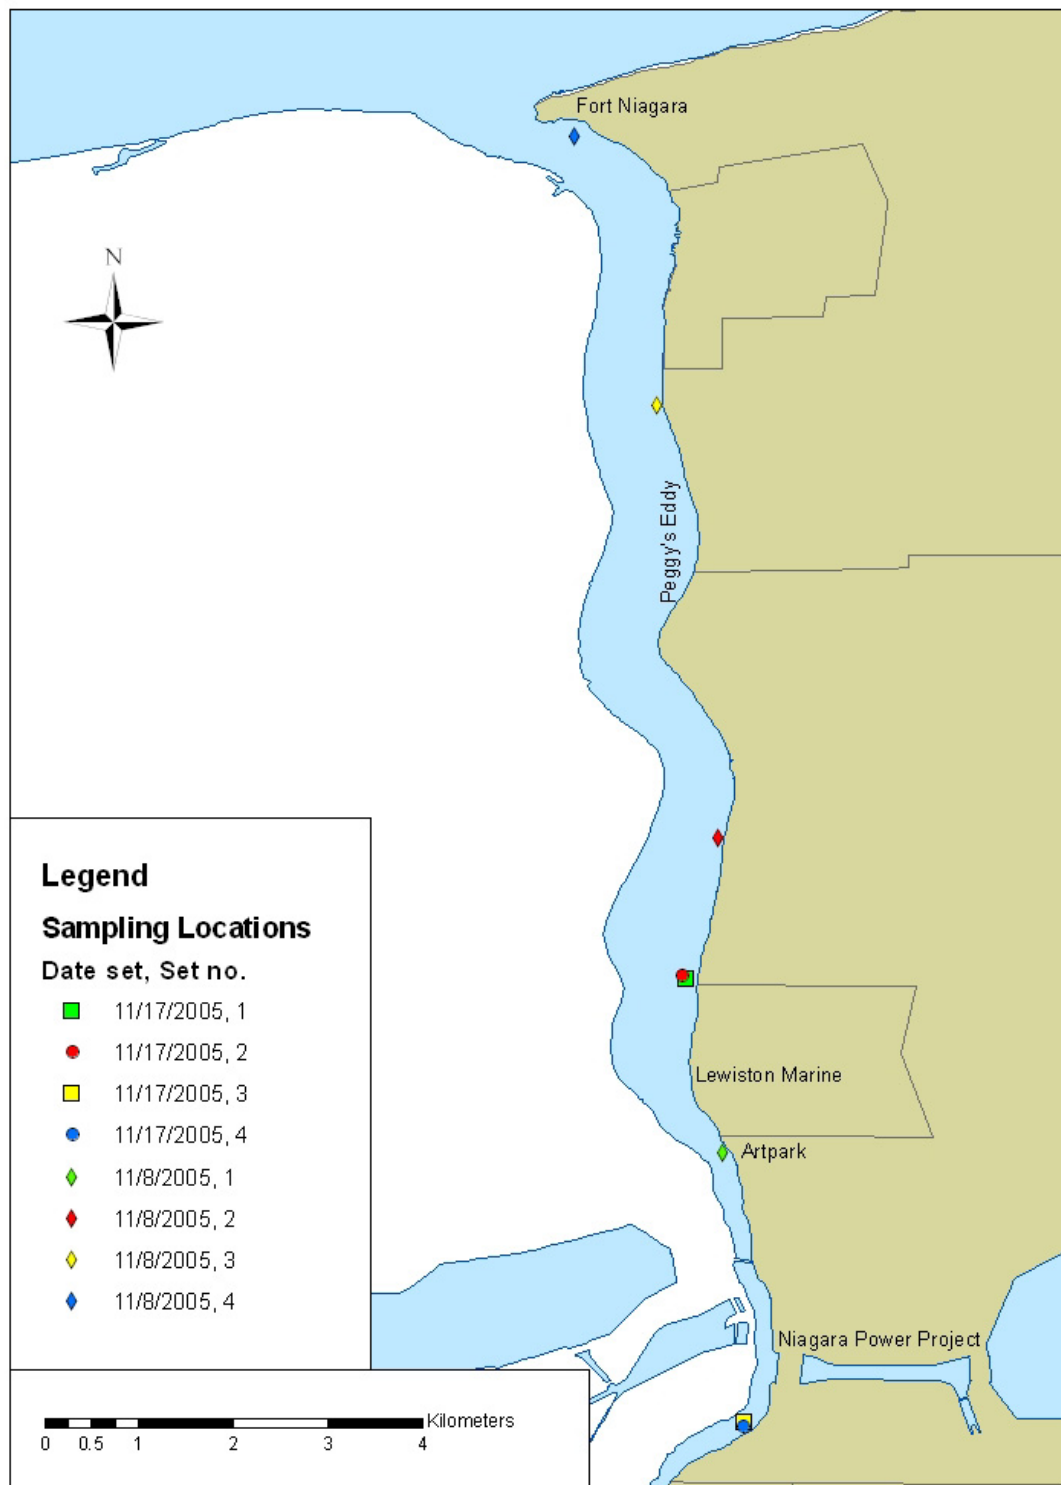 Fort Niagara
N
Peggy's Eddy
Lewiston Marine
Artpark
Niagara Power Project
Legend
Sampling Locations
Date set, Set no.
11/17/2005, 1
11/17/2005, 2
11/17/2005, 3
11/17/2005, 4
11/8/2005, 1
11/8/2005, 2
11/8/2005, 3
11/8/2005, 4
Kilometers
0 0.5 1 2 3 4